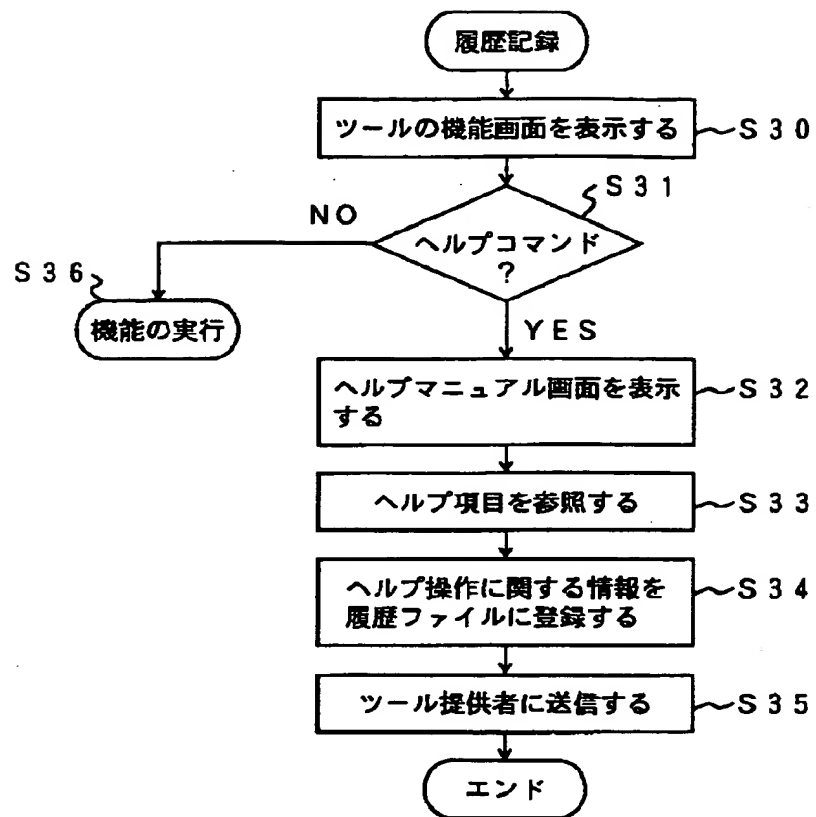 履歴記録
ツールの機能画面を表示する
S30
S31
ヘルプコマンド
?
NO
S36
機能の実行
YES
ヘルプマニュアル画面を表示
する
S32
ヘルプ項目を参照する
S33
ヘルプ操作に関する情報を
履歴ファイルに登録する
S34
ツール提供者に送信する
S35
エンド